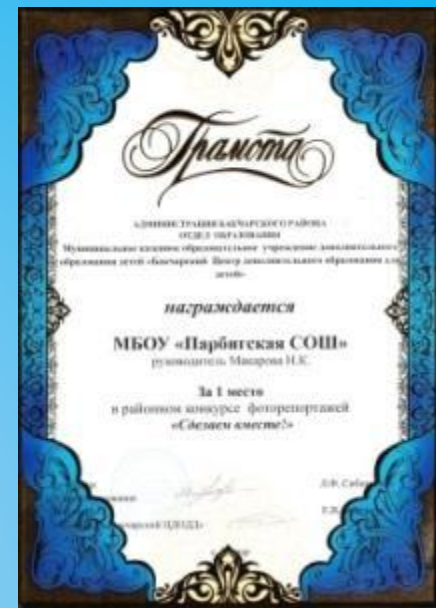 Грамота
АДМИНИСТРАЦИЯ БАКЧАРСКОГО РАЙОНА
ОТДЕЛ ОБРАЗОВАНИЯ
Муниципальное казенное образовательное учреждение дополнительного
образования детей «Бакчарский Центр дополнительного образования для
детей»
награждается
МБОУ «Парбигская СОШ»
руководитель Макарова Н.К.
За 1 место
в районном конкурсе фоторепортажей
«Сделаем вместе!»